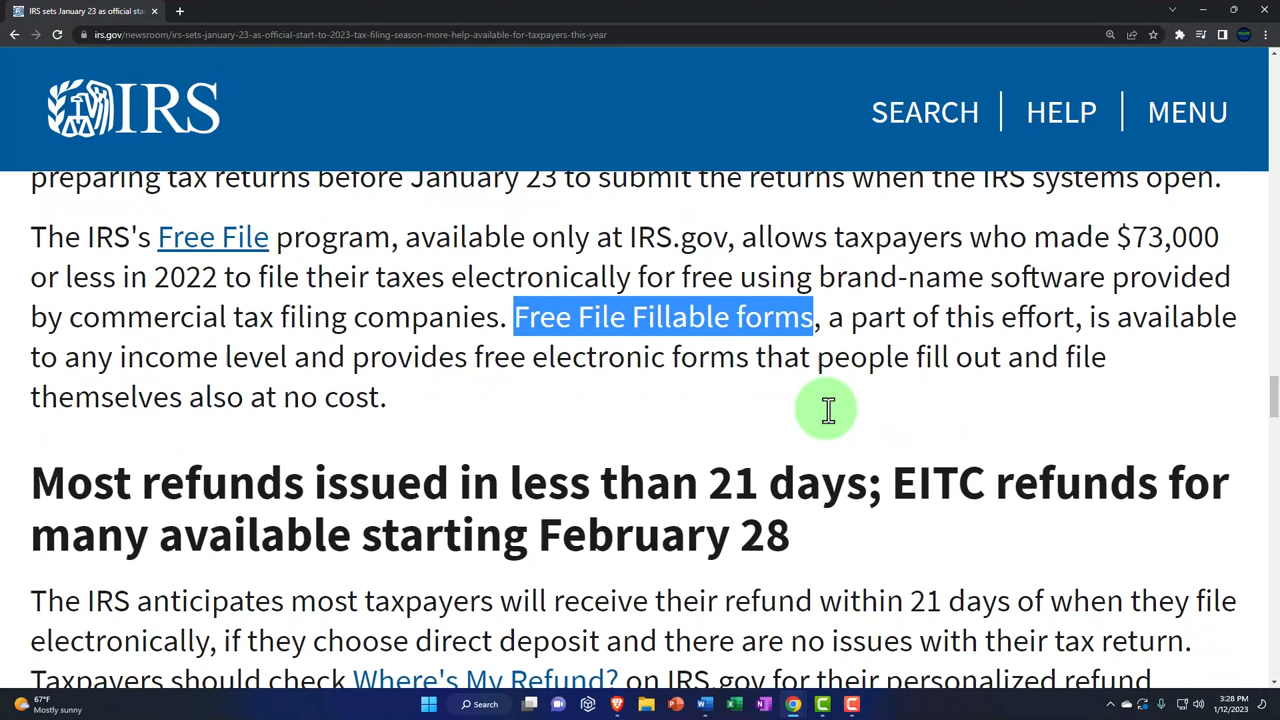 IRS sets January 23 as official star
irs.gov/newsroom/irs-sets-january-23-as-official-start-to-2023-tax-filing-season-more-help-available-for-taxpayers-this-year
IRS
SEARCH HELP MENU
preparing tax returns before January 23 to submit the returns when the IRS systems open.
The IRS's Free File program, available only at IRS.gov, allows taxpayers who made $73,000
or less in 2022 to file their taxes electronically for free using brand-name software provided
by commercial tax filing companies. Free File Fillable forms, a part of this effort, is available
to any income level and provides free electronic forms that people fill out and file
themselves also at no cost.
Most refunds issued in less than 21 days; EITC refunds for
many available starting February 28
The IRS anticipates most taxpayers will receive their refund within 21 days of when they file
electronically, if they choose direct deposit and there are no issues with their tax return.
Taxpayers should check Where's My Refund? on IRS.gov for their personalized refund
67°F
Mostly sunny
Search
3:28 PM
1/12/2023